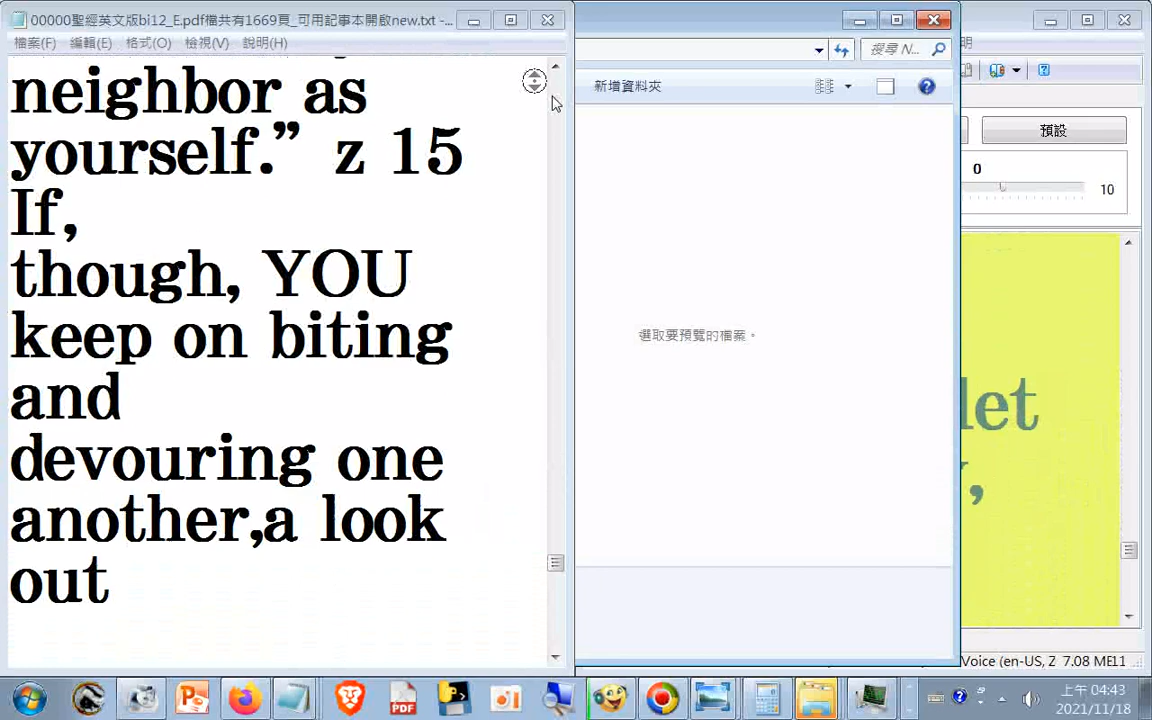 00000聖經英文版bi12_E.pdf檔共有1669頁_可用記事本開啟new.txt -...
檔案(F) 編輯(E) 格式(O) 檢視(V) 說明(H)
neighbor as
yourself.” z 15
If,
though, YOU
keep on biting
and
devouring one
another,a look
out
搜尋 N...
新增資料夾
選取要預覽的檔案。
明
預設
0
10
let
,
Voice (en-US, Z 7.08 ME11
上午 04:43
2021/11/18